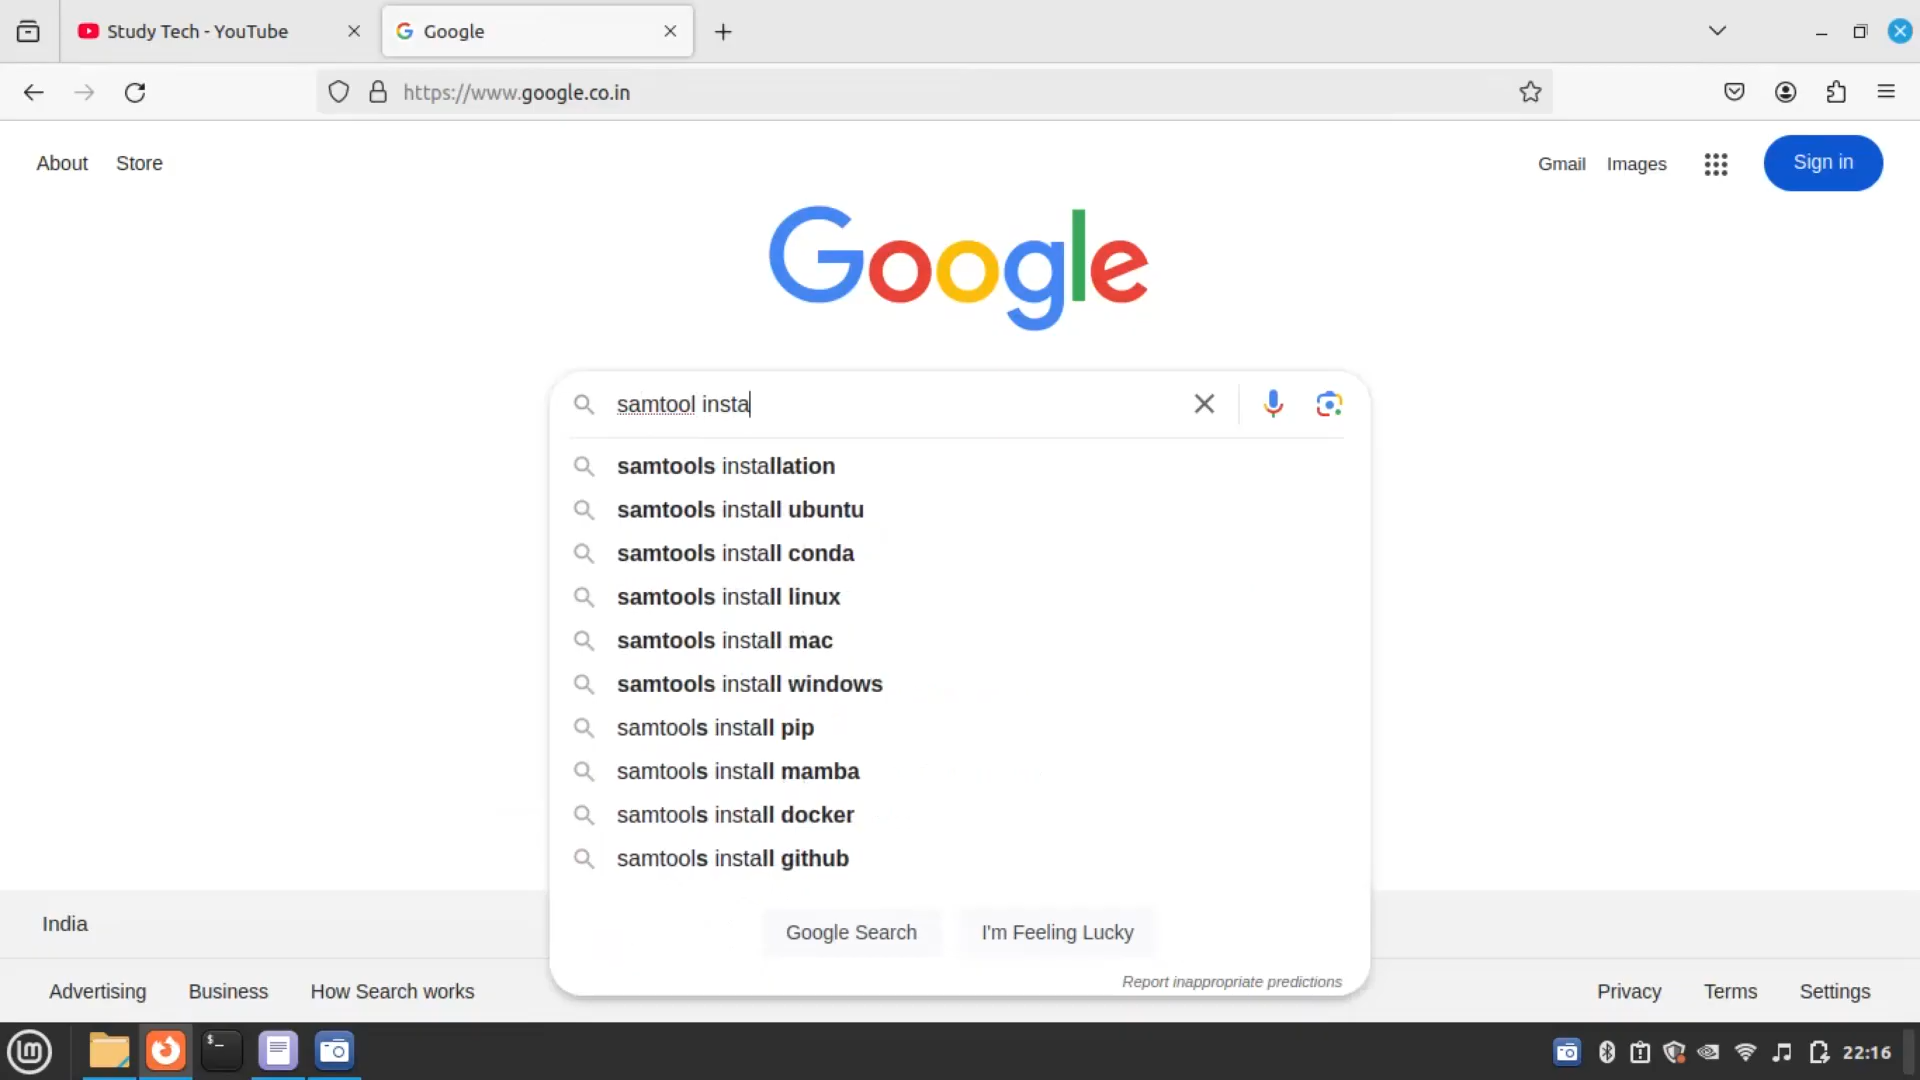 Study Tech - YouTube
Google
https://www.google.co.in
About Store
Gmail Images Sign in
Google
samtool insta
samtools installation
samtools install ubuntu
samtools install conda
samtools install linux
samtools install mac
samtools install windows
samtools install pip
samtools install mamba
samtools install docker
samtools install github
Google Search I'm Feeling Lucky
Report inappropriate predictions
India
Advertising Business How Search works
Privacy Terms Settings
22:16